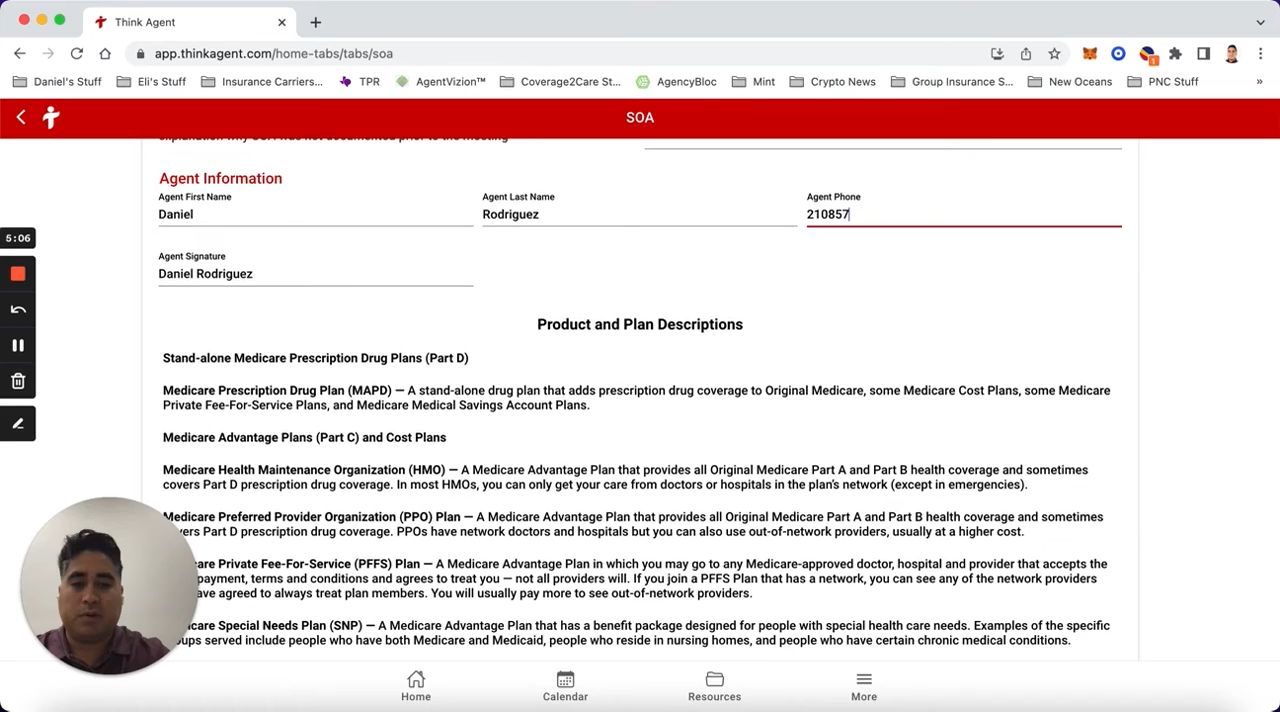 Think Agent
app.thinkagent.com/home-tabs/tabs/soa
1
Daniel's Stuff Eli's Stuff Insurance Carriers... TPR AgentVizion™ Coverage2Care St... AgencyBloc Mint Crypto News Group Insurance S... New Oceans PNC Stuff »
SOA
explanation why SOA was not documented prior to the meeting
Agent Information
Agent First Name Agent Last Name Agent Phone
Daniel Rodriguez 210857
5:06
Agent Signature
Daniel Rodriguez
Product and Plan Descriptions
Stand-alone Medicare Prescription Drug Plans (Part D)
Medicare Prescription Drug Plan (MAPD) — A stand-alone drug plan that adds prescription drug coverage to Original Medicare, some Medicare Cost Plans, some Medicare
Private Fee-For-Service Plans, and Medicare Medical Savings Account Plans.
Medicare Advantage Plans (Part C) and Cost Plans
Medicare Health Maintenance Organization (HMO) — A Medicare Advantage Plan that provides all Original Medicare Part A and Part B health coverage and sometimes
covers Part D prescription drug coverage. In most HMOs, you can only get your care from doctors or hospitals in the plan's network (except in emergencies).
Medicare Preferred Provider Organization (PPO) Plan — A Medicare Advantage Plan that provides all Original Medicare Part A and Part B health coverage and sometimes
ers Part D prescription drug coverage. PPOs have network doctors and hospitals but you can also use out-of-network providers, usually at a higher cost.
care Private Fee-For-Service (PFFS) Plan — A Medicare Advantage Plan in which you may go to any Medicare-approved doctor, hospital and provider that accepts the
payment, terms and conditions and agrees to treat you — not all providers will. If you join a PFFS Plan that has a network, you can see any of the network providers
ave agreed to always treat plan members. You will usually pay more to see out-of-network providers.
care Special Needs Plan (SNP) — A Medicare Advantage Plan that has a benefit package designed for people with special health care needs. Examples of the specific
ups served include people who have both Medicare and Medicaid, people who reside in nursing homes, and people who have certain chronic medical conditions.
Home Calendar Resources More